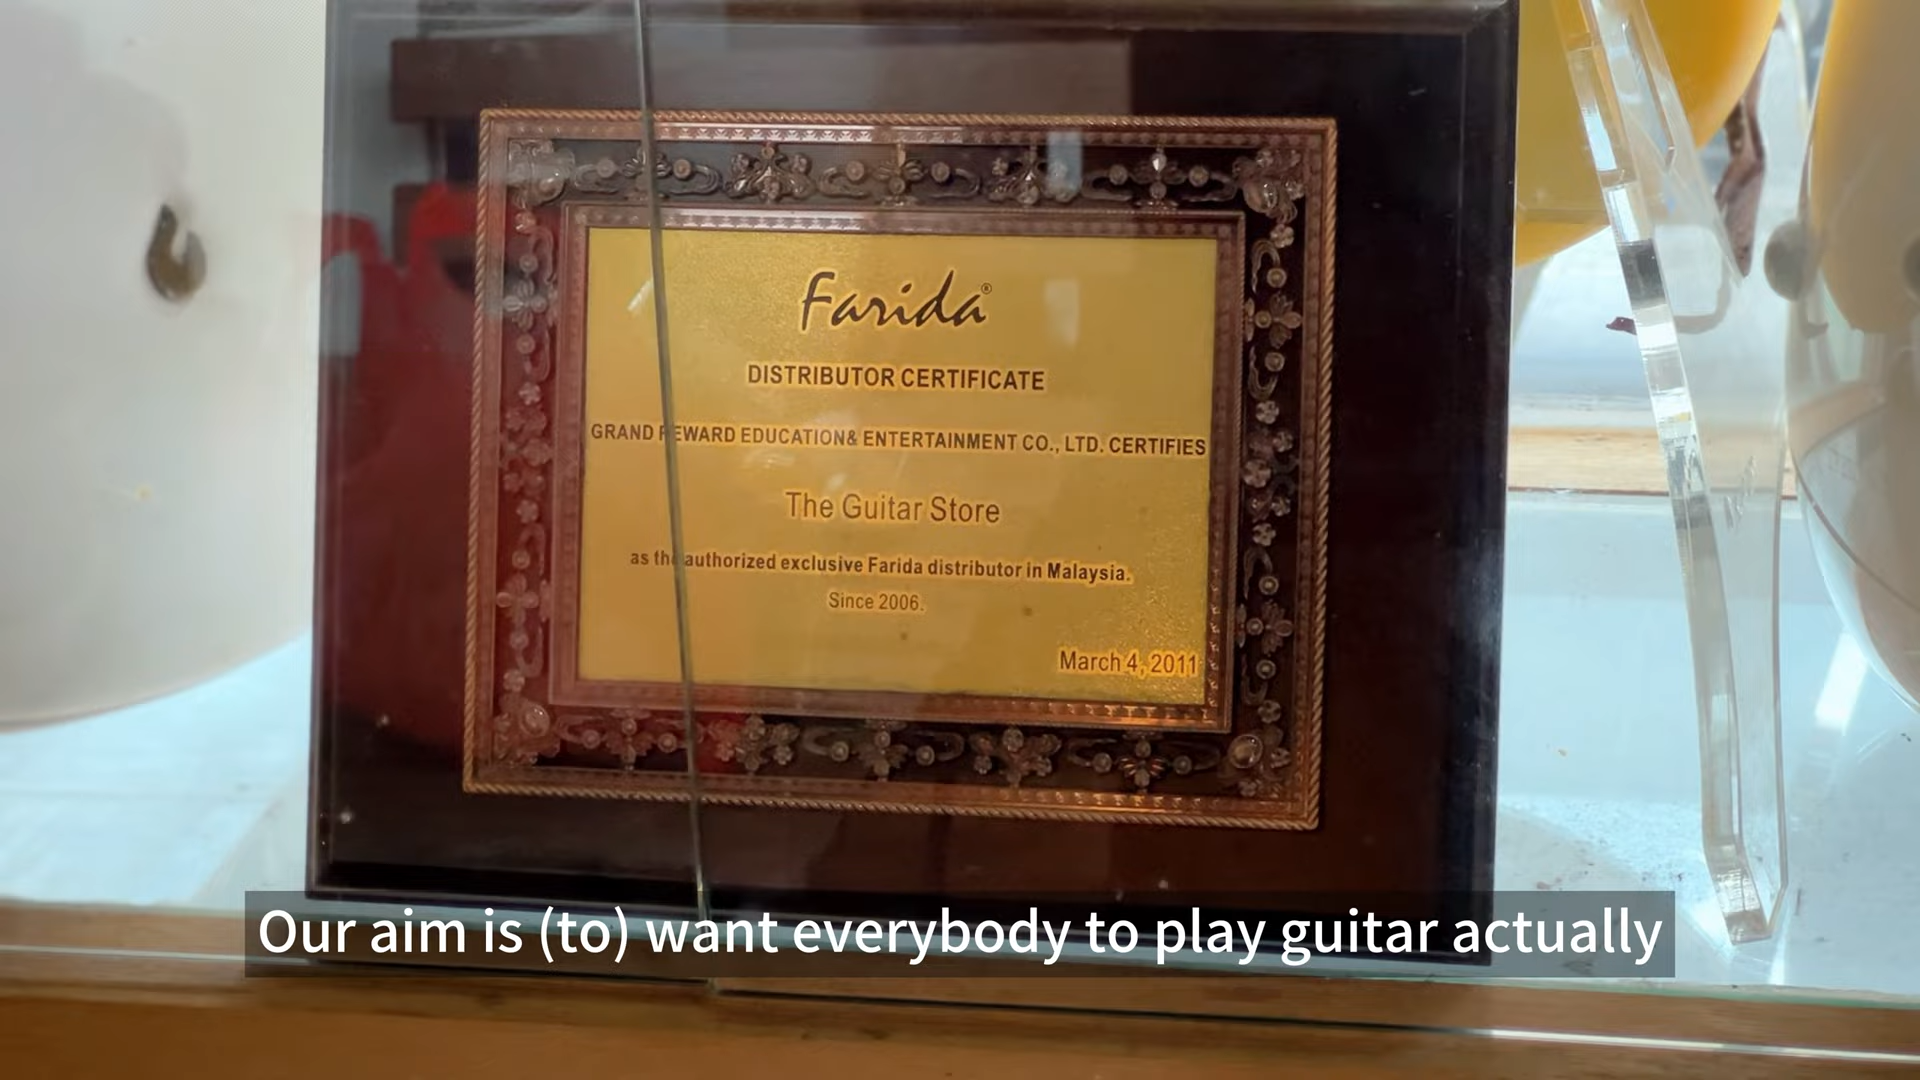 Farida®
DISTRIBUTOR CERTIFICATE
GRAND REWARD EDUCATION& ENTERTAINMENT CO., LTD. CERTIFIES
The Guitar Store
as the authorized exclusive Farida distributor in Malaysia.
Since 2006.
March 4, 2011
Our aim is (to) want everybody to play guitar actually